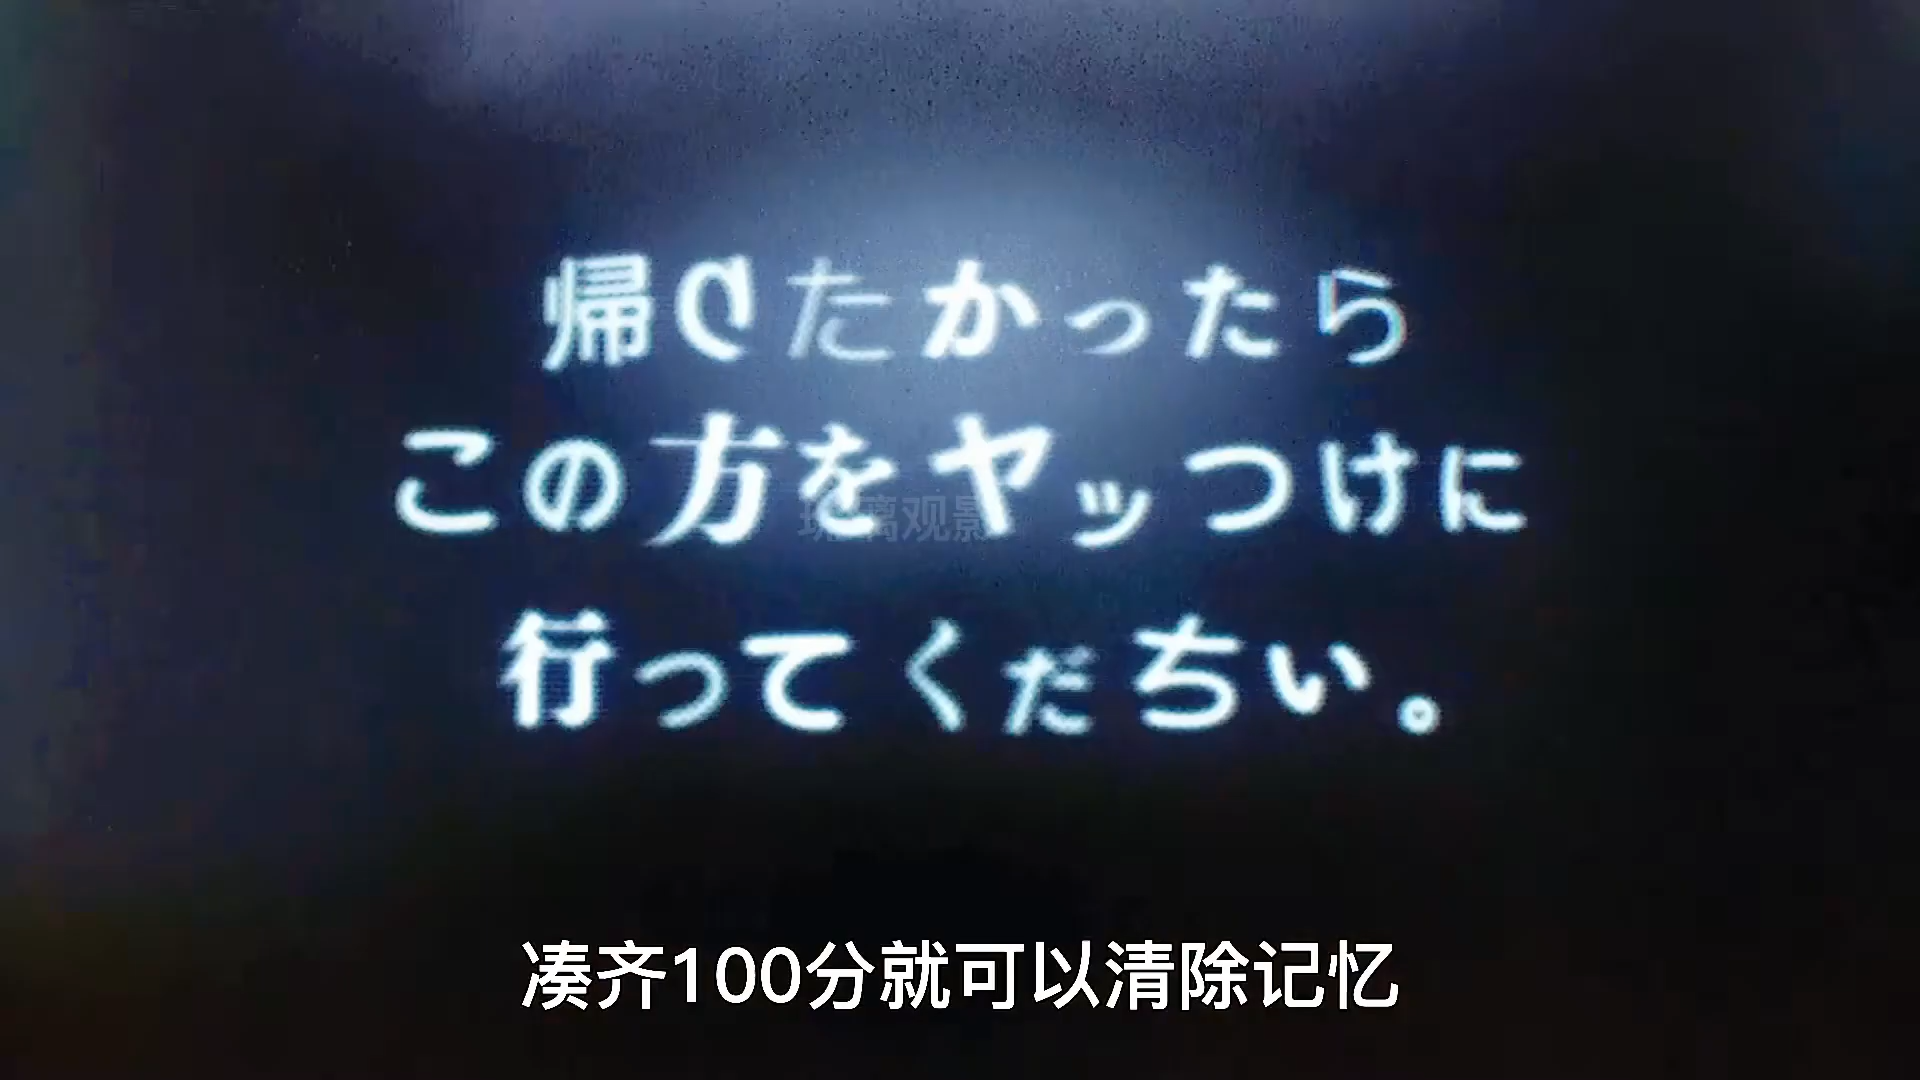 帰りたかったら
この方をヤッつけに
行ってくだちい。
凑齐100分就可以清除记忆